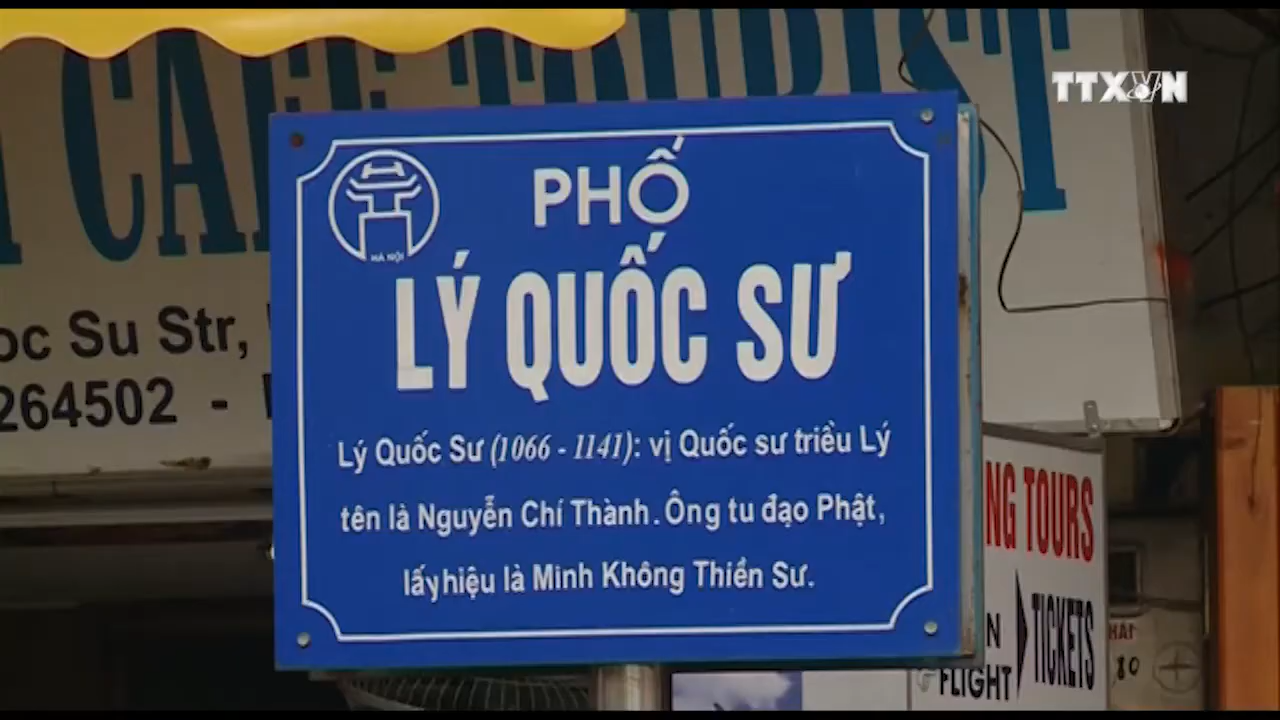 CAFE TOURIST
TTXVN
PHỐ
LÝ QUỐC SƯ
HÀ NỘI
Lý Quốc Sư (1066 - 1141): vị Quốc sư triều Lý
tên là Nguyễn Chí Thành. Ông tu đạo Phật,
lấy hiệu là Minh Không Thiền Sư.
oc Su Str,
264502 -
NG TOURS
N
FLIGHT
TICKETS
80